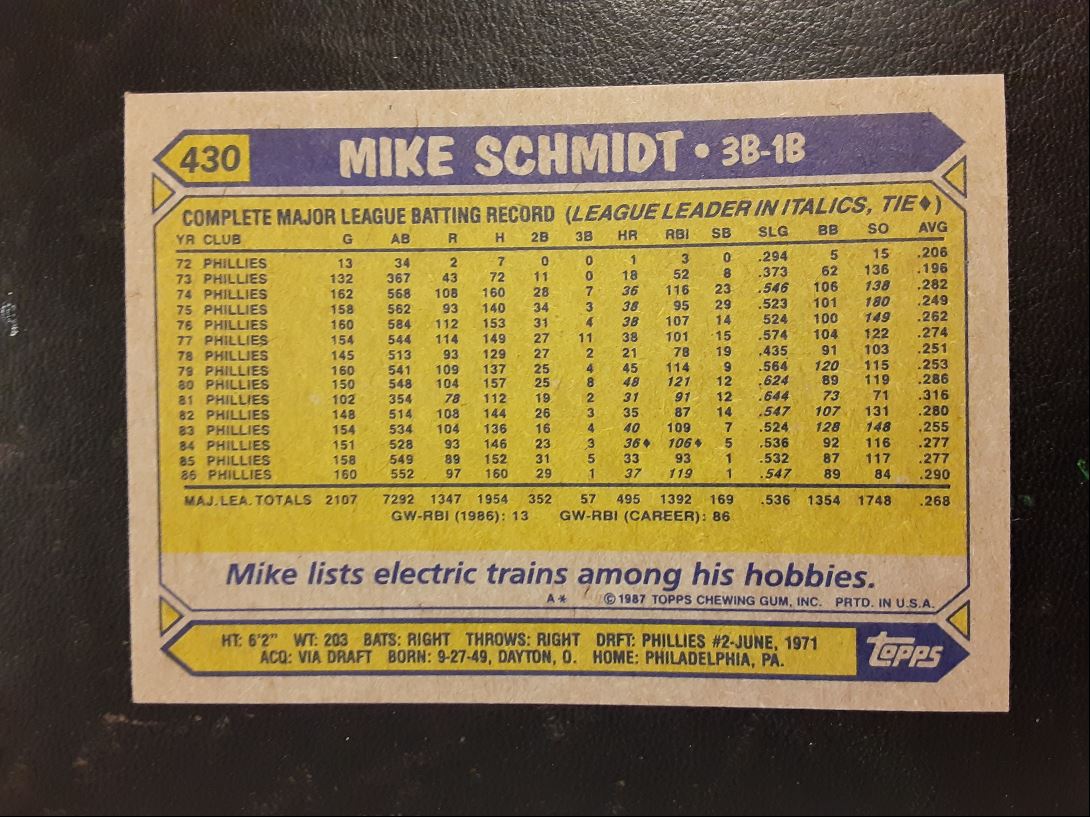 430 MIKE SCHMIDT • 3B-1B
COMPLETE MAJOR LEAGUE BATTING RECORD (LEAGUE LEADER IN ITALICS, TIE♦)
YR CLUB G AB R H 2B 3B HR RBI SB SLG BB SO AVG
72 PHILLIES 13 34 2 7 0 0 1 3 0 .294 5 15 .206
73 PHILLIES 132 367 43 72 11 0 18 52 8 .373 62 136 .196
74 PHILLIES 162 568 108 160 28 7 36 116 23 .546 106 138 .282
75 PHILLIES 158 562 93 140 34 3 38 95 29 .523 101 180 .249
76 PHILLIES 160 584 112 153 31 4 38 107 14 .524 100 149 .262
77 PHILLIES 154 544 114 149 27 11 38 101 15 .574 104 122 .274
78 PHILLIES 145 513 93 129 27 2 21 78 19 .435 91 103 .251
79 PHILLIES 160 541 109 137 25 4 45 114 9 .564 120 115 .253
80 PHILLIES 150 548 104 157 25 8 48 121 12 .624 89 119 .286
81 PHILLIES 102 354 78 112 19 2 31 91 12 .644 73 71 .316
82 PHILLIES 148 514 108 144 26 3 35 87 14 .547 107 131 .280
83 PHILLIES 154 534 104 136 16 4 40 109 7 .524 128 148 .255
84 PHILLIES 151 528 93 146 23 3 36♦ 106♦ 5 .536 92 116 .277
85 PHILLIES 158 549 89 152 31 5 33 93 1 .532 87 117 .277
86 PHILLIES 160 552 97 160 29 1 37 119 1 .547 89 84 .290
MAJ.LEA.TOTALS 2107 7292 1347 1954 352 57 495 1392 169 .536 1354 1748 .268
GW-RBI (1986): 13 GW-RBI (CAREER): 86
Mike lists electric trains among his hobbies.
A* © 1987 TOPPS CHEWING GUM, INC. PRTD. IN U.S.A.
HT: 6'2" WT: 203 BATS: RIGHT THROWS: RIGHT DRFT: PHILLIES #2-JUNE, 1971
ACQ: VIA DRAFT BORN: 9-27-49, DAYTON, O. HOME: PHILADELPHIA, PA.
topps